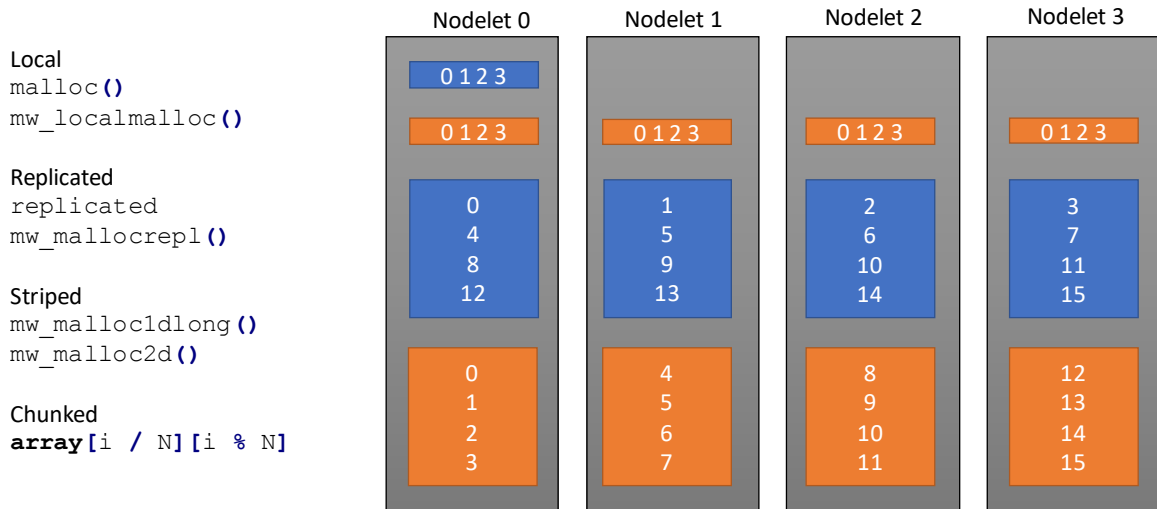 Nodelet 0 Nodelet 1 Nodelet 2 Nodelet 3
Local
malloc()
mw_localmalloc()
0 1 2 3
0 1 2 3 0 1 2 3 0 1 2 3 0 1 2 3
Replicated
replicated
mw_mallocrepl()
0 1 2 3
4 5 6 7
8 9 10 11
12 13 14 15
Striped
mw_malloc1dlong()
mw_malloc2d()
0 4 8 12
1 5 9 13
2 6 10 14
3 7 11 15
Chunked
array[i / N][i % N]